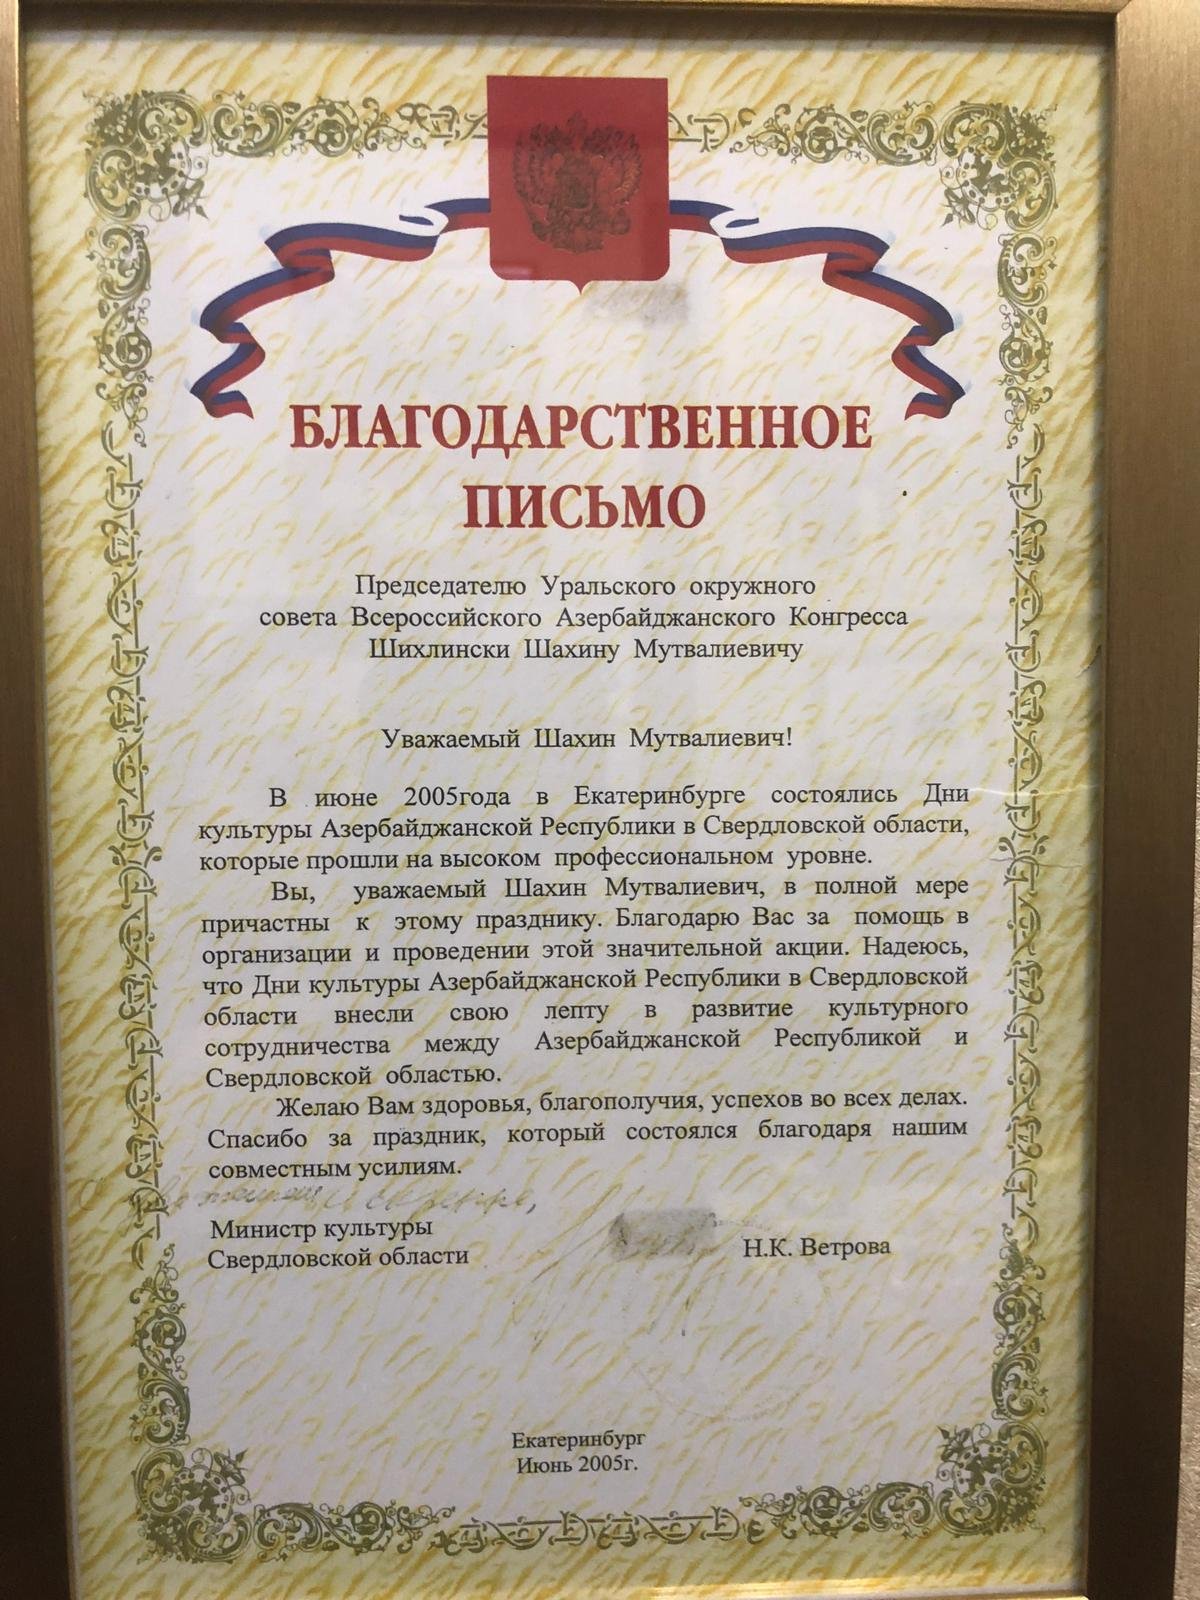 БЛАГОДАРСТВЕННОЕ
ПИСЬМО
Председателю Уральского окружного
совета Всероссийского Азербайджанского Конгресса
Шихлински Шахину Мутвалиевичу
Уважаемый Шахин Мутвалиевич!
В июне 2005года в Екатеринбурге состоялись Дни
культуры Азербайджанской Республики в Свердловской области,
которые прошли на высоком профессиональном уровне.
Вы, уважаемый Шахин Мутвалиевич, в полной мере
причастны к этому празднику. Благодарю Вас за помощь в
организации и проведении этой значительной акции. Надеюсь,
что Дни культуры Азербайджанской Республики в Свердловской
области внесли свою лепту в развитие культурного
сотрудничества между Азербайджанской Республикой и
Свердловской областью.
Желаю Вам здоровья, благополучия, успехов во всех делах.
Спасибо за праздник, который состоялся благодаря нашим
совместным усилиям.
Министр культуры
Свердловской области
Н.К. Ветрова
Екатеринбург
Июнь 2005г.